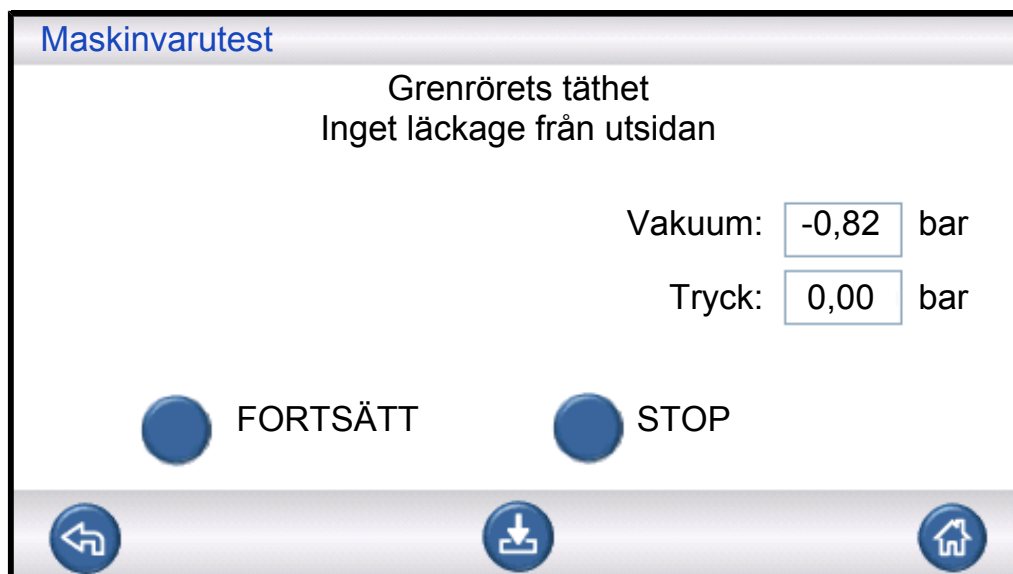 Maskinvarutest
Grenrörets täthet
Inget läckage från utsidan
Vakuum: -0,82 bar
Tryck: 0,00 bar
FORTSÄTT STOP